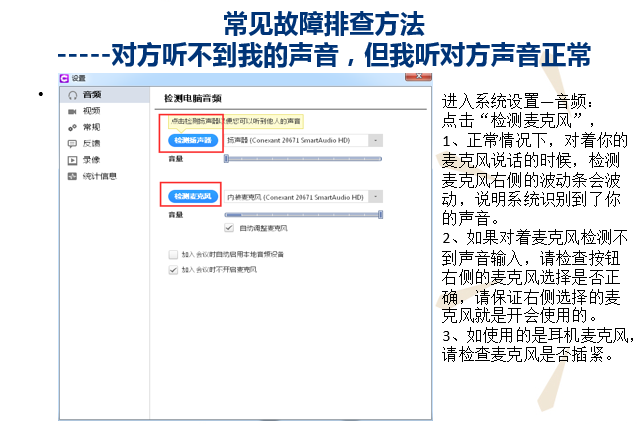 常见故障排查方法
-----对方听不到我的声音，但我听对方声音正常
设置
音频
视频
常规
反馈
录像
统计信息
检测电脑音频
点击检测扬声器以便您可以听到他人的声音
检测扬声器
扬声器 (Conexant 20671 SmartAudio HD)
音量
检测麦克风
内装麦克风 (Conexant 20671 SmartAudio HD)
音量
自动调整麦克风
加入会议时自动启用本地音频设备
加入会议时不开启麦克风
进入系统设置—音频：
点击“检测麦克风”，
1、正常情况下，对着你的
麦克风说话的时候，检测
麦克风右侧的波动条会波
动，说明系统识别到了你
的声音。
2、如果对着麦克风检测不
到声音输入，请检查按钮
右侧的麦克风选择是否正
确，请保证右侧选择的麦
克风就是开会使用的。
3、如使用的是耳机麦克风，
请检查麦克风是否插紧。